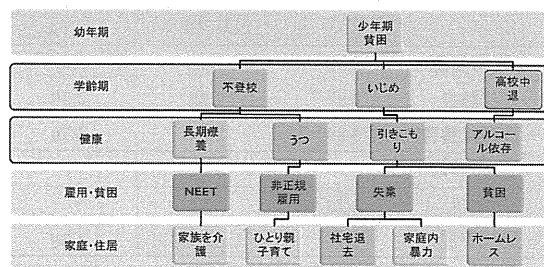 幼年期
少年期
貧困
学齢期
不登校
いじめ
高校中
退
健康
長期療
養
うつ
引きこも
り
アルコー
ル依存
雇用・貧困
NEET
非正規
雇用
失業
貧困
家庭・住居
家族を介
護
ひとり親
子育て
社宅退
去
家庭内
暴力
ホームレ
ス